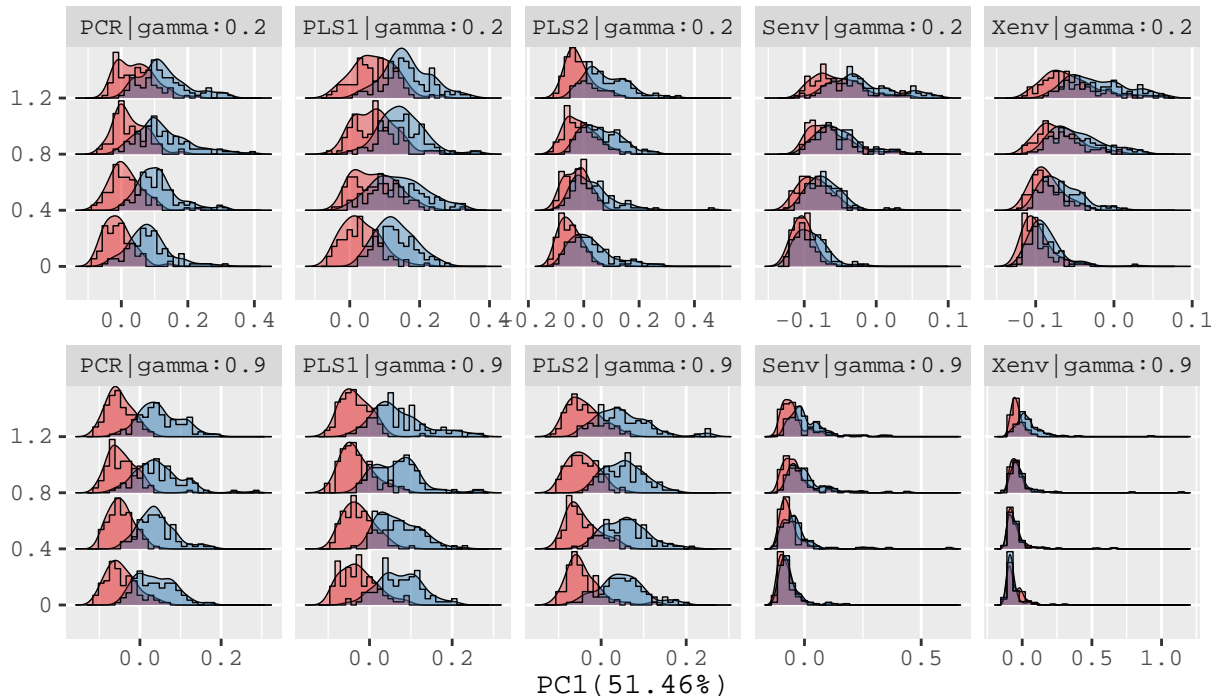 PCR|gamma:0.2 PLS1|gamma:0.2 PLS2|gamma:0.2 Senv|gamma:0.2 Xenv|gamma:0.2
1.2
0.8
0.4
0
0.0 0.2 0.4 0.0 0.2 0.4 -0.2 0.0 0.2 0.4 -0.1 0.0 0.1 -0.1 0.0 0.1
PCR|gamma:0.9 PLS1|gamma:0.9 PLS2|gamma:0.9 Senv|gamma:0.9 Xenv|gamma:0.9
1.2
0.8
0.4
0
0.0 0.2 0.0 0.2 0.0 0.2 0.0 0.5 0.0 0.5 1.0
PC1(51.46%)